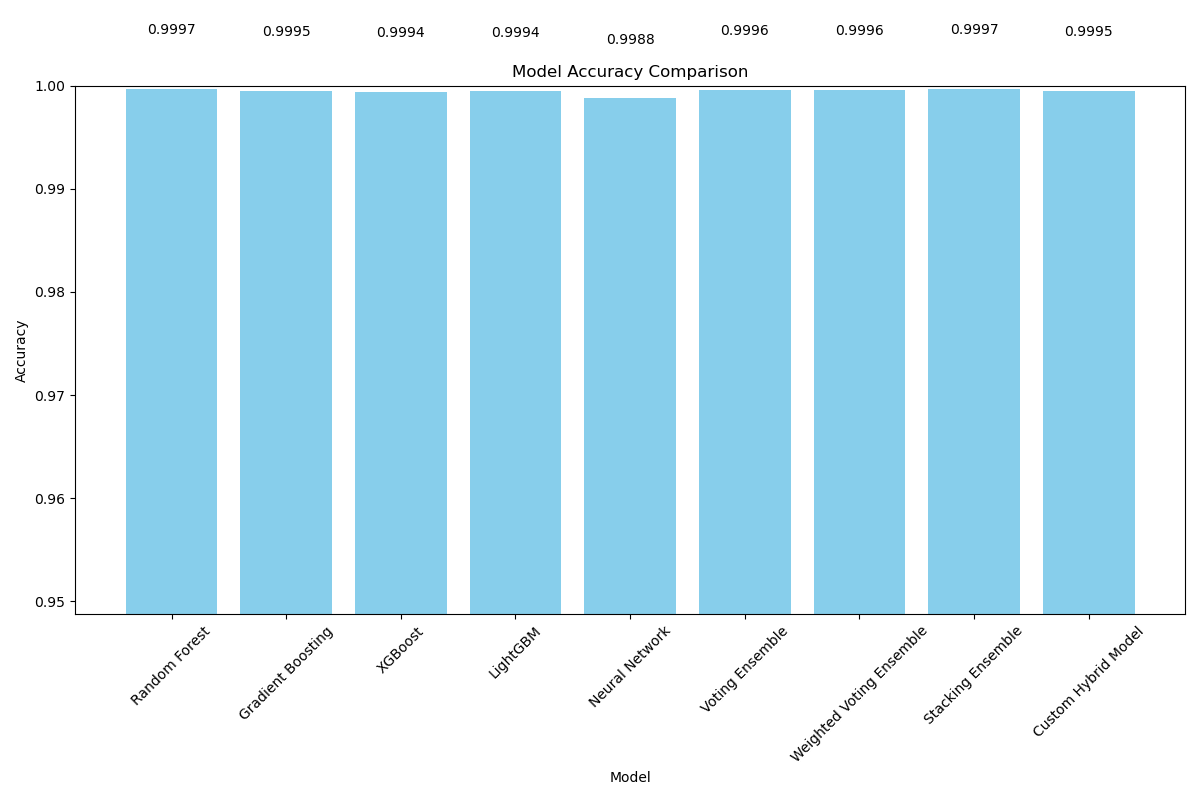 0.9997 0.9995 0.9994 0.9994 0.9988 0.9996 0.9996 0.9997 0.9995
Model Accuracy Comparison
1.00
0.99
0.98
0.97
0.96
0.95
Accuracy
Random Forest
Gradient Boosting
XGBoost
LightGBM
Neural Network
Voting Ensemble
Weighted Voting Ensemble
Stacking Ensemble
Custom Hybrid Model
Model